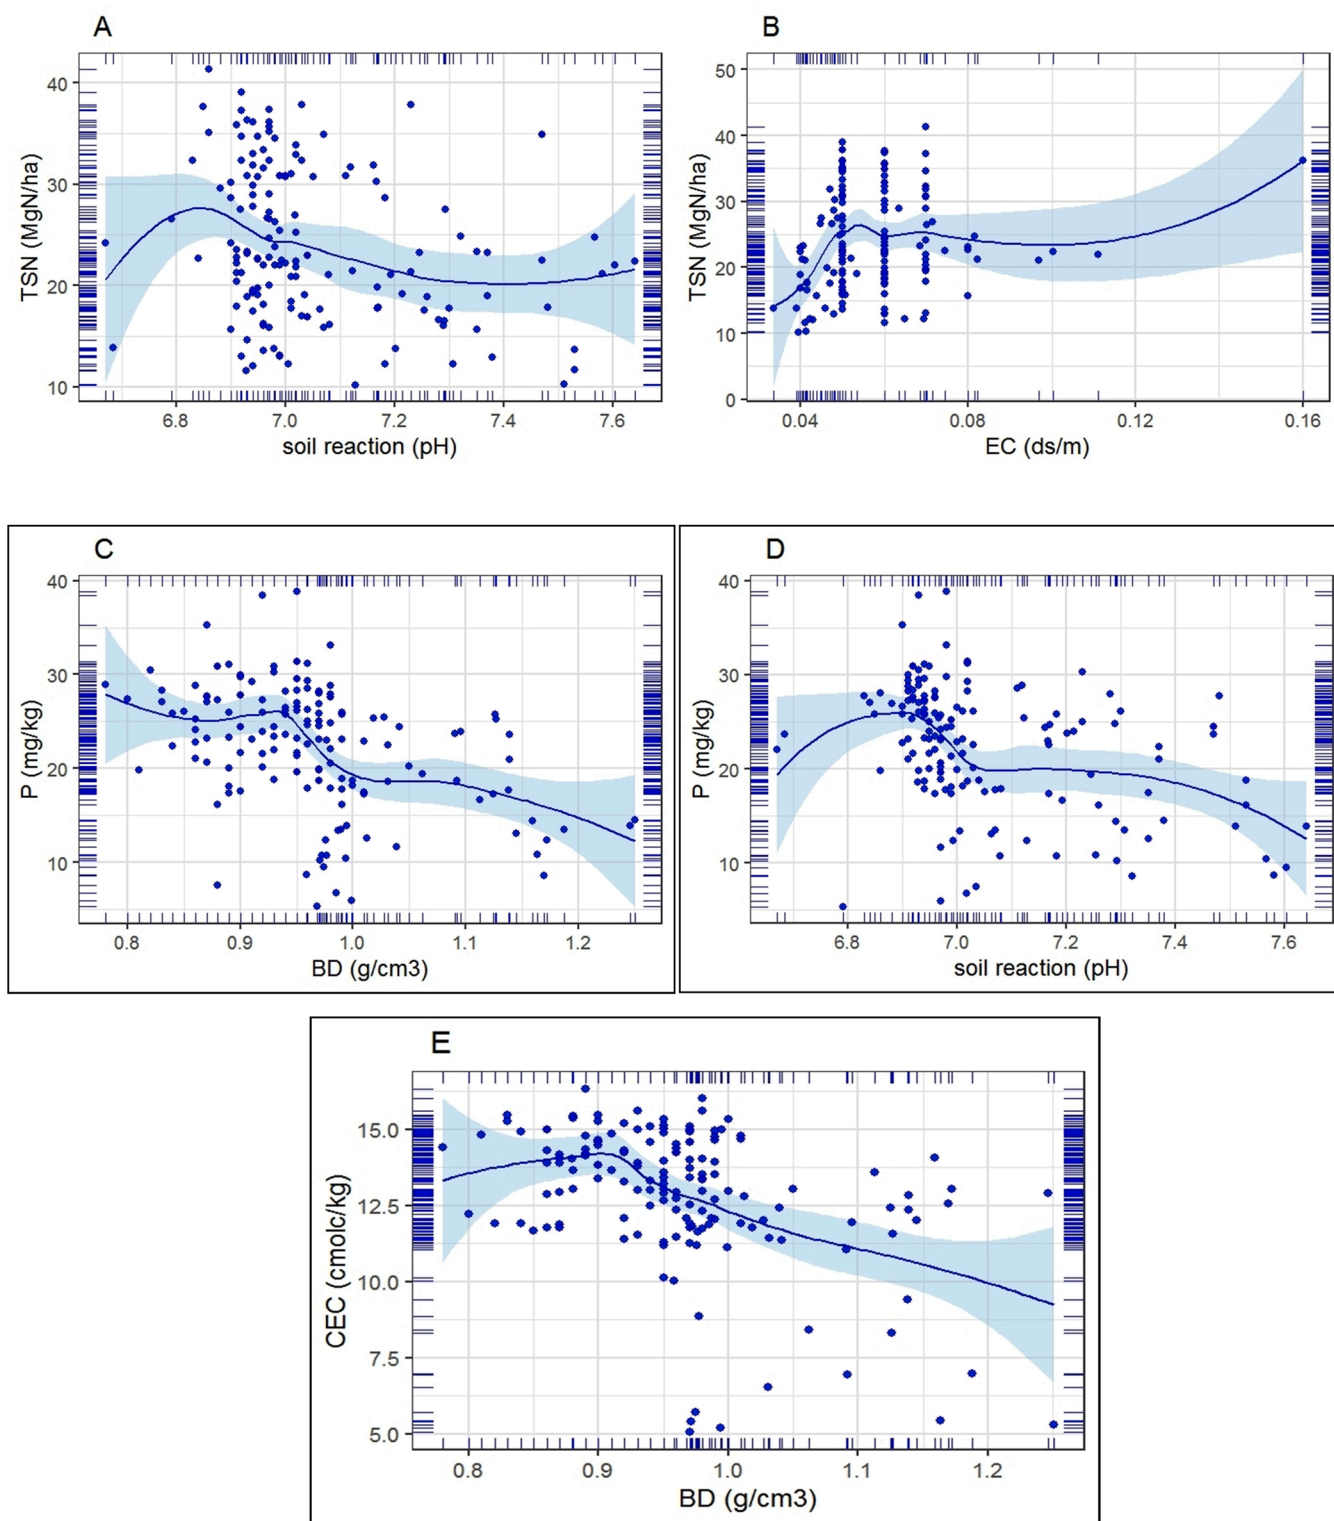 A
B
TSN (MgN/ha)
40
30
20
10
6.8 7.0 7.2 7.4 7.6
soil reaction (pH)
TSN (MgN/ha)
50
40
30
20
10
0
0.04 0.08 0.12 0.16
EC (ds/m)
C
D
P (mg/kg)
40
30
20
10
0.8 0.9 1.0 1.1 1.2
BD (g/cm3)
P (mg/kg)
40
30
20
10
6.8 7.0 7.2 7.4 7.6
soil reaction (pH)
E
CEC (cmolc/kg)
15.0
12.5
10.0
7.5
5.0
0.8 0.9 1.0 1.1 1.2
BD (g/cm3)